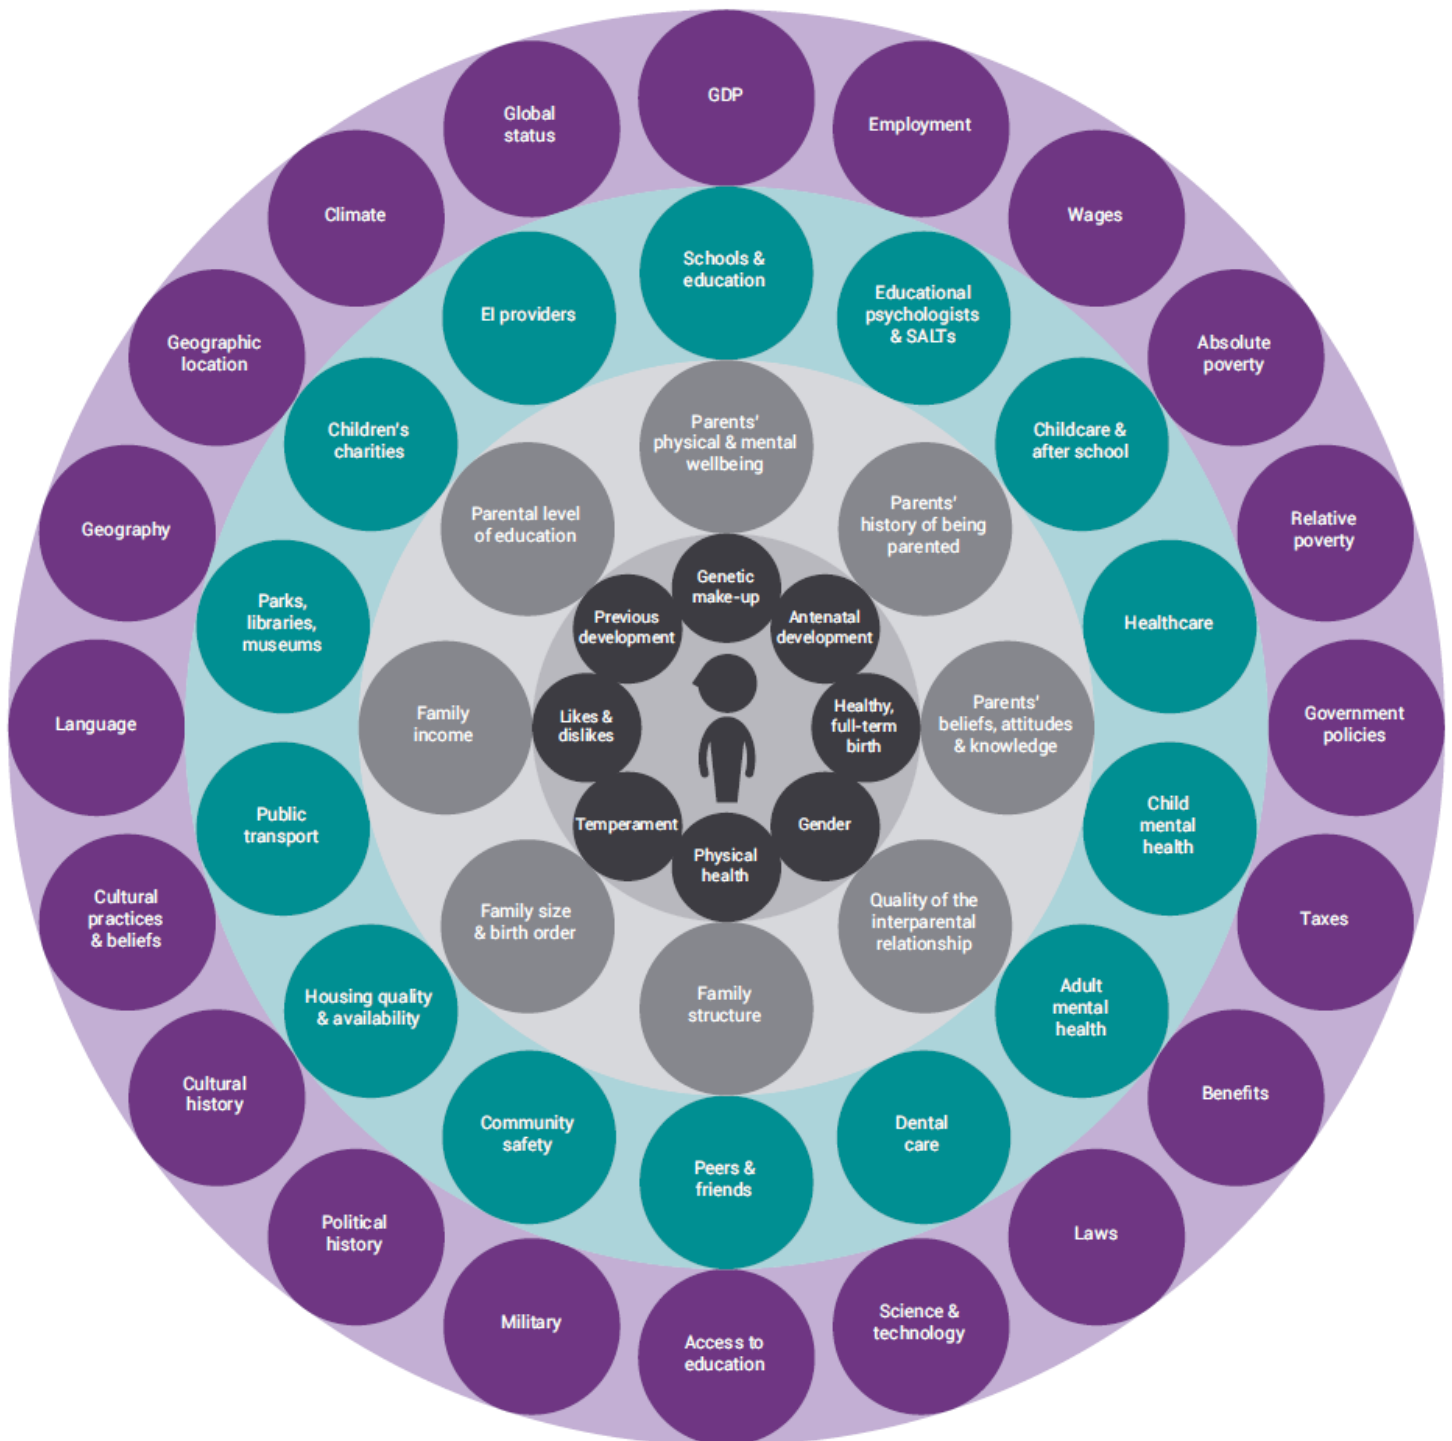 GDP
Employment
Wages
Absolute
poverty
Relative
poverty
Government
policies
Taxes
Benefits
Laws
Science &
technology
Access to
education
Military
Political
history
Cultural
history
Cultural
practices
& beliefs
Language
Geography
Geographic
location
Climate
Global
status
Schools &
education
Educational
psychologists
& SALTs
Childcare &
after school
Healthcare
Child
mental
health
Adult
mental
health
Dental
care
Peers &
friends
Community
safety
Housing quality
& availability
Public
transport
Parks,
libraries,
museums
Children's
charities
EI providers
Parents'
physical & mental
wellbeing
Parents'
history of being
parented
Parents'
beliefs, attitudes
& knowledge
Quality of the
interparental
relationship
Family
structure
Family size
& birth order
Family
income
Parental level
of education
Genetic
make-up
Antenatal
development
Healthy,
full-term
birth
Gender
Physical
health
Temperament
Likes &
dislikes
Previous
development